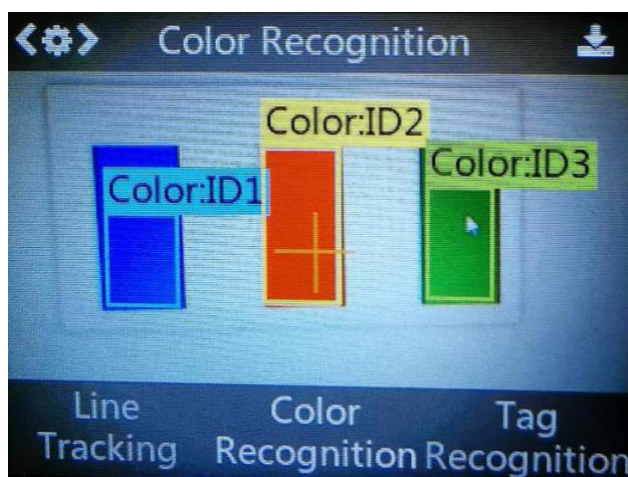 Color Recognition
Color:ID2
Color:ID3
Color:ID1
Line Tracking
Color Recognition
Tag Recognition